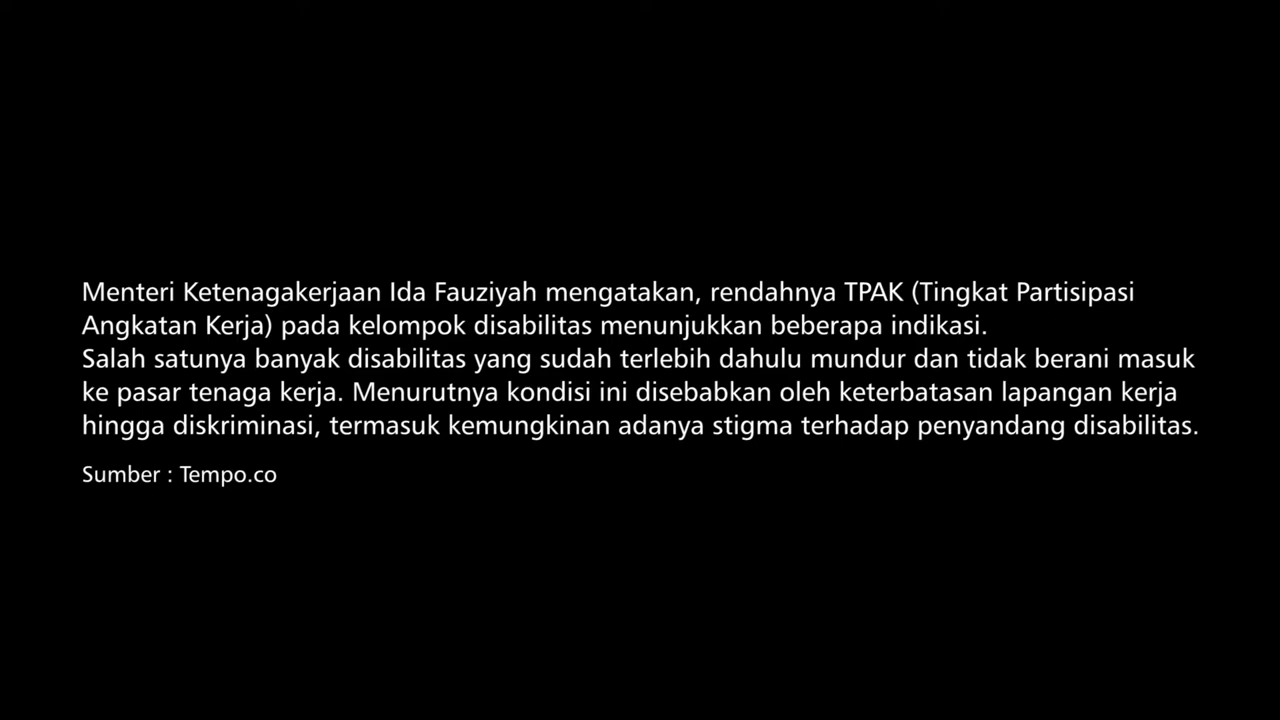 Menteri Ketenagakerjaan Ida Fauziyah mengatakan, rendahnya TPAK (Tingkat Partisipasi
Angkatan Kerja) pada kelompok disabilitas menunjukkan beberapa indikasi.
Salah satunya banyak disabilitas yang sudah terlebih dahulu mundur dan tidak berani masuk
ke pasar tenaga kerja. Menurutnya kondisi ini disebabkan oleh keterbatasan lapangan kerja
hingga diskriminasi, termasuk kemungkinan adanya stigma terhadap penyandang disabilitas.
Sumber : Tempo.co